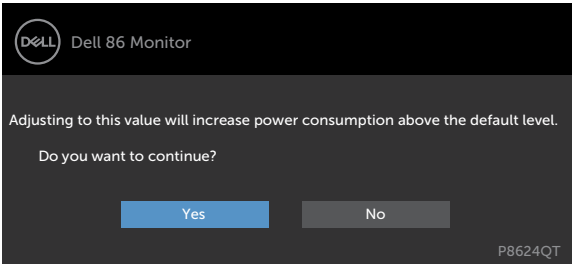 DELL
Dell 86 Monitor
Adjusting to this value will increase power consumption above the default level.
Do you want to continue?
Yes
No
P8624QT